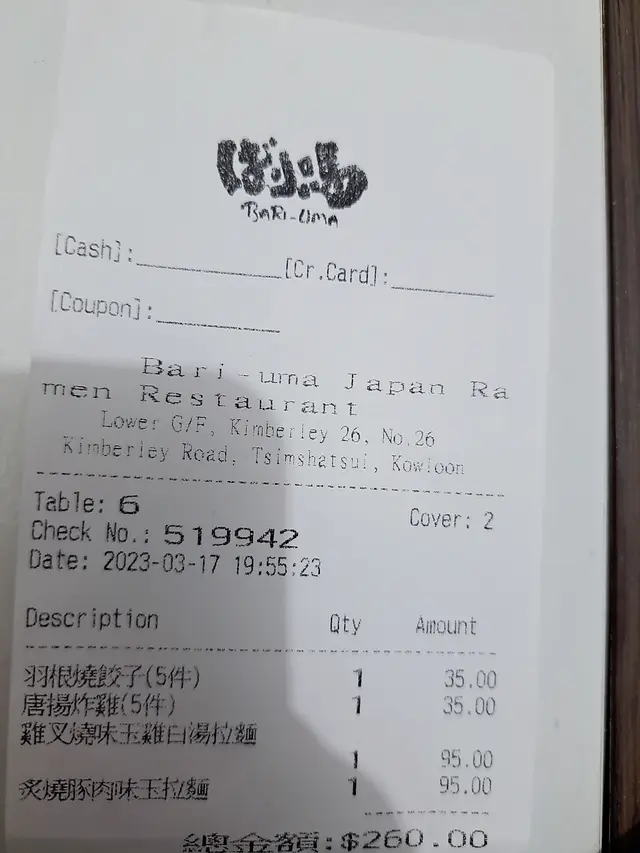 ばり馬
BARI-UMA
[Cash]:____________[Cr.Card]:________
[Coupon]:__________
Bari-uma Japan Ra
men Restaurant
Lower G/F, Kimberley 26, No.26
Kimberley Road, Tsimshatsui, Kowloon
Table: 6 Cover: 2
Check No.: 519942
Date: 2023-03-17 19:55:23
Description Qty Amount
羽根燒餃子(5件) 1 35.00
唐揚炸雞(5件) 1 35.00
雞叉燒味玉雞白湯拉麵
1 95.00
炙燒豚肉味玉拉麵 1 95.00
總金額:$260.00